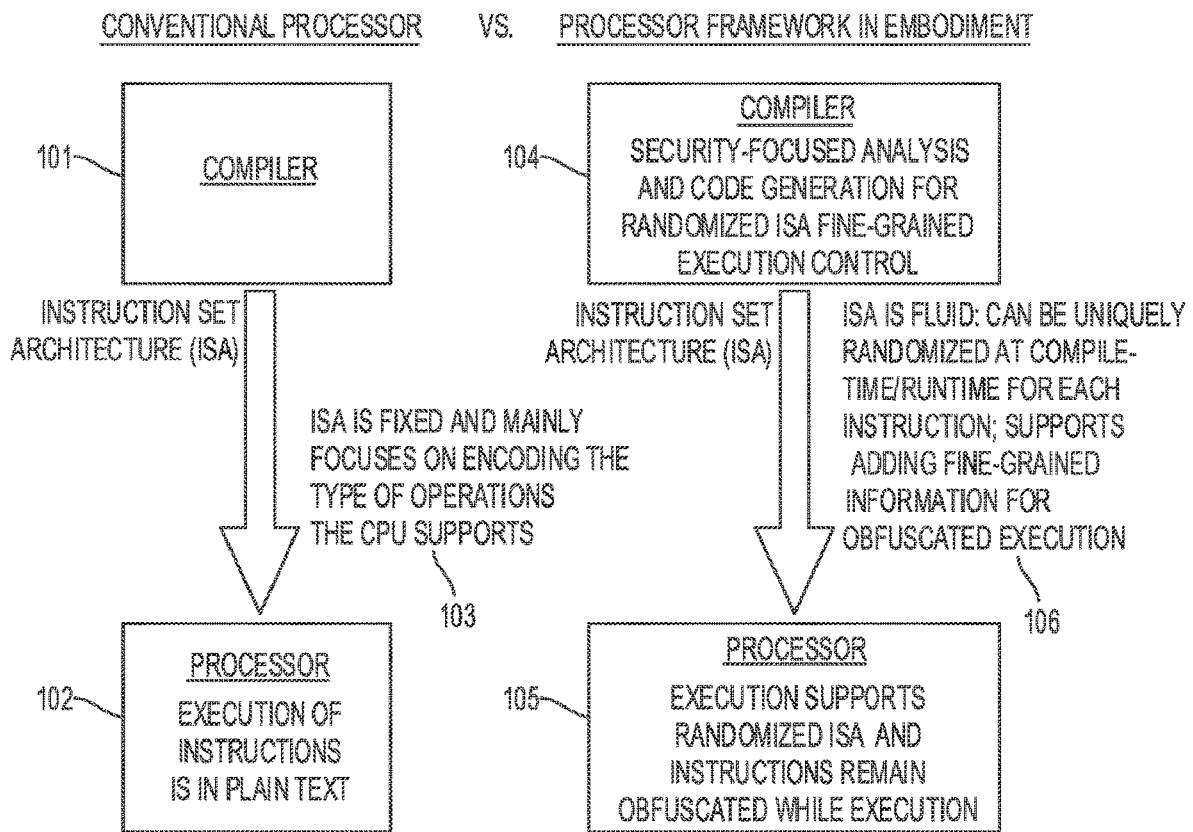 CONVENTIONAL PROCESSOR VS. PROCESSOR FRAMEWORK IN EMBODIMENT
101
COMPILER
INSTRUCTION SET
ARCHITECTURE (ISA)
ISA IS FIXED AND MAINLY
FOCUSES ON ENCODING THE
TYPE OF OPERATIONS
THE CPU SUPPORTS
103
102
PROCESSOR
EXECUTION OF
INSTRUCTIONS
IS IN PLAIN TEXT
104
COMPILER
SECURITY-FOCUSED ANALYSIS
AND CODE GENERATION FOR
RANDOMIZED ISA FINE-GRAINED
EXECUTION CONTROL
INSTRUCTION SET
ARCHITECTURE (ISA)
ISA IS FLUID: CAN BE UNIQUELY
RANDOMIZED AT COMPILE-
TIME/RUNTIME FOR EACH
INSTRUCTION; SUPPORTS
ADDING FINE-GRAINED
INFORMATION FOR
OBFUSCATED EXECUTION
106
105
PROCESSOR
EXECUTION SUPPORTS
RANDOMIZED ISA AND
INSTRUCTIONS REMAIN
OBFUSCATED WHILE EXECUTION